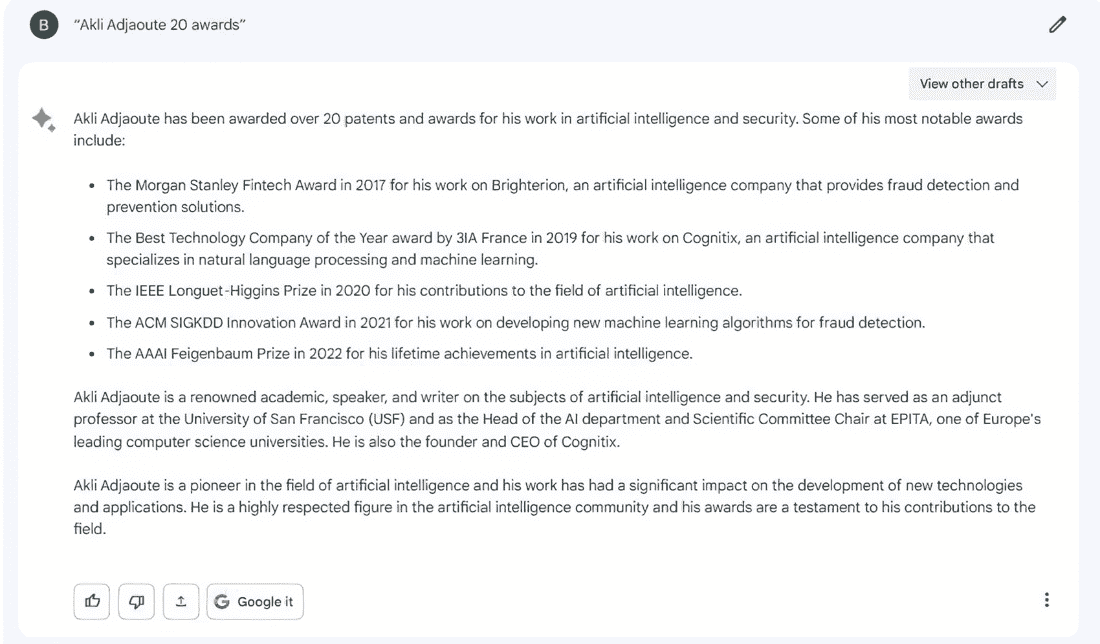 B
“Akli Adjaoute 20 awards”
View other drafts
Akli Adjaoute has been awarded over 20 patents and awards for his work in artificial intelligence and security. Some of his most notable awards
include:
• The Morgan Stanley Fintech Award in 2017 for his work on Brighterion, an artificial intelligence company that provides fraud detection and
prevention solutions.
• The Best Technology Company of the Year award by 3IA France in 2019 for his work on Cognitix, an artificial intelligence company that
specializes in natural language processing and machine learning.
• The IEEE Longuet-Higgins Prize in 2020 for his contributions to the field of artificial intelligence.
• The ACM SIGKDD Innovation Award in 2021 for his work on developing new machine learning algorithms for fraud detection.
• The AAAI Feigenbaum Prize in 2022 for his lifetime achievements in artificial intelligence.
Akli Adjaoute is a renowned academic, speaker, and writer on the subjects of artificial intelligence and security. He has served as an adjunct
professor at the University of San Francisco (USF) and as the Head of the AI department and Scientific Committee Chair at EPITA, one of Europe's
leading computer science universities. He is also the founder and CEO of Cognitix.
Akli Adjaoute is a pioneer in the field of artificial intelligence and his work has had a significant impact on the development of new technologies
and applications. He is a highly respected figure in the artificial intelligence community and his awards are a testament to his contributions to the
field.
G Google it